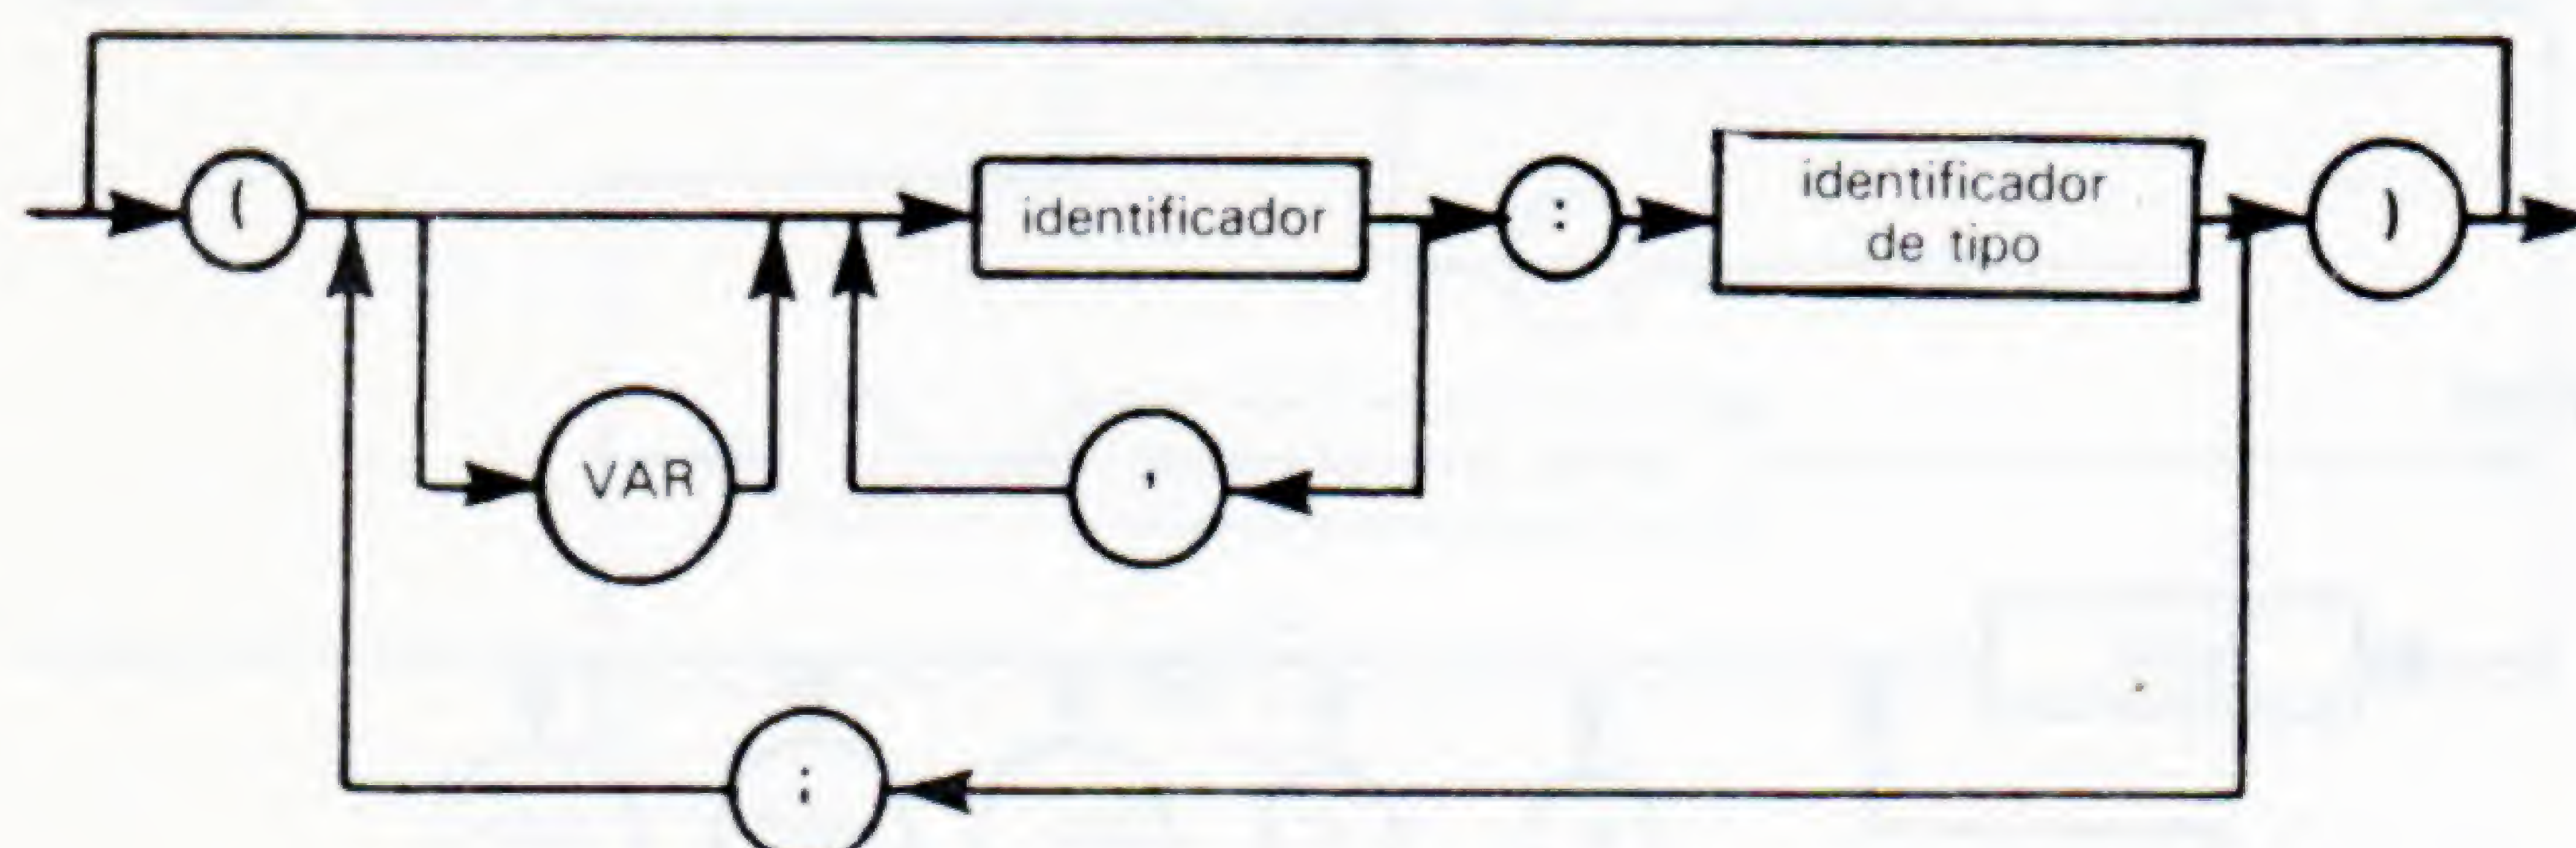 (
identificador
:
identificador
de tipo
)
VAR
,
;